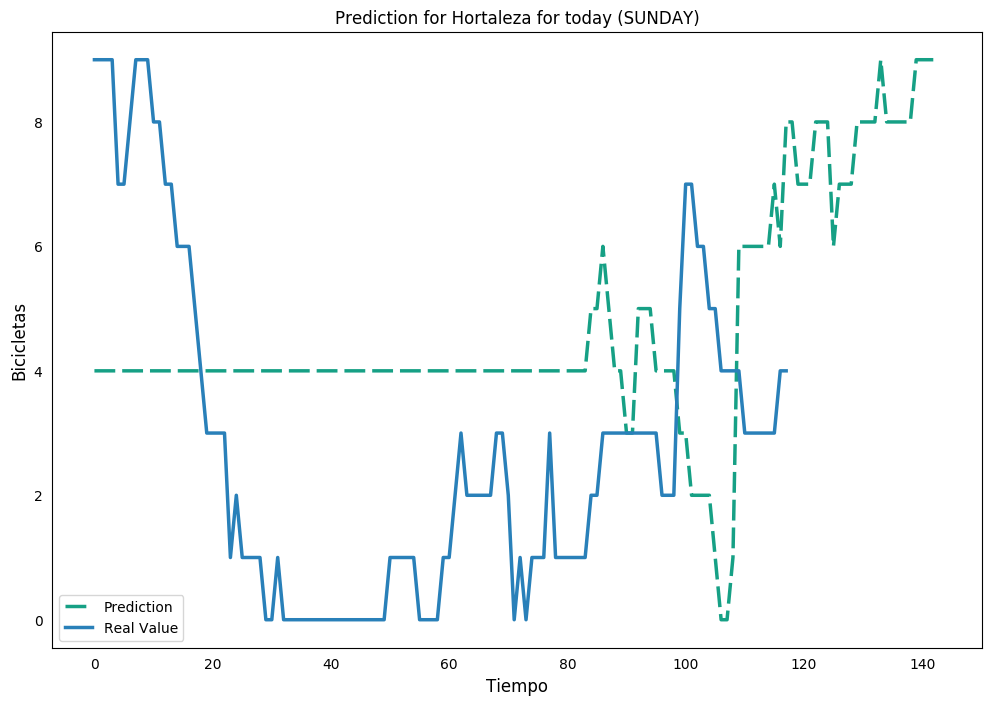 Prediction for Hortaleza for today (SUNDAY)
Bicicletas
8
6
4
2
0
Prediction
Real Value
0 20 40 60 80 100 120 140
Tiempo